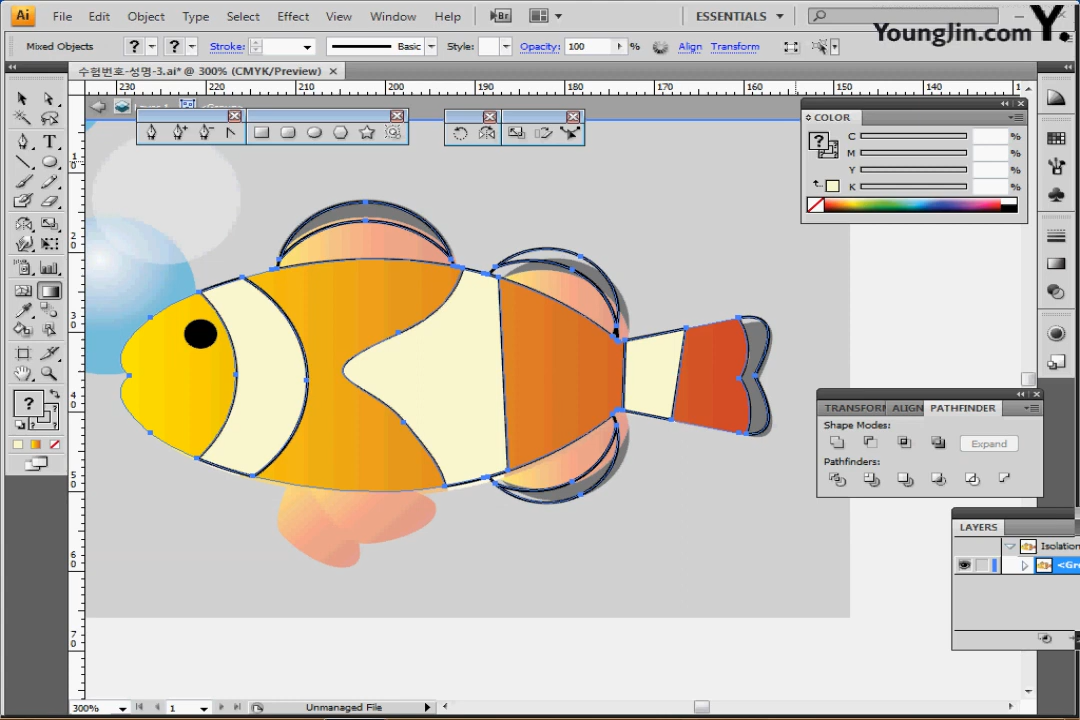 Ai File Edit Object Type Select Effect View Window Help Br ESSENTIALS
YoungJin.com Y.
Mixed Objects ? ? Stroke: Basic Style: Opacity: 100 % Align Transform
수험번호-성명-3.ai* @ 300% (CMYK/Preview) ×
230 220 210 200 190 180 170 160 150 140 130
COLOR
C %
M %
Y %
K %
?
TRANSFORM ALIGN PATHFINDER
Shape Modes:
Expand
Pathfinders:
LAYERS
Isolation
<Gro
300% 1 Unmanaged File